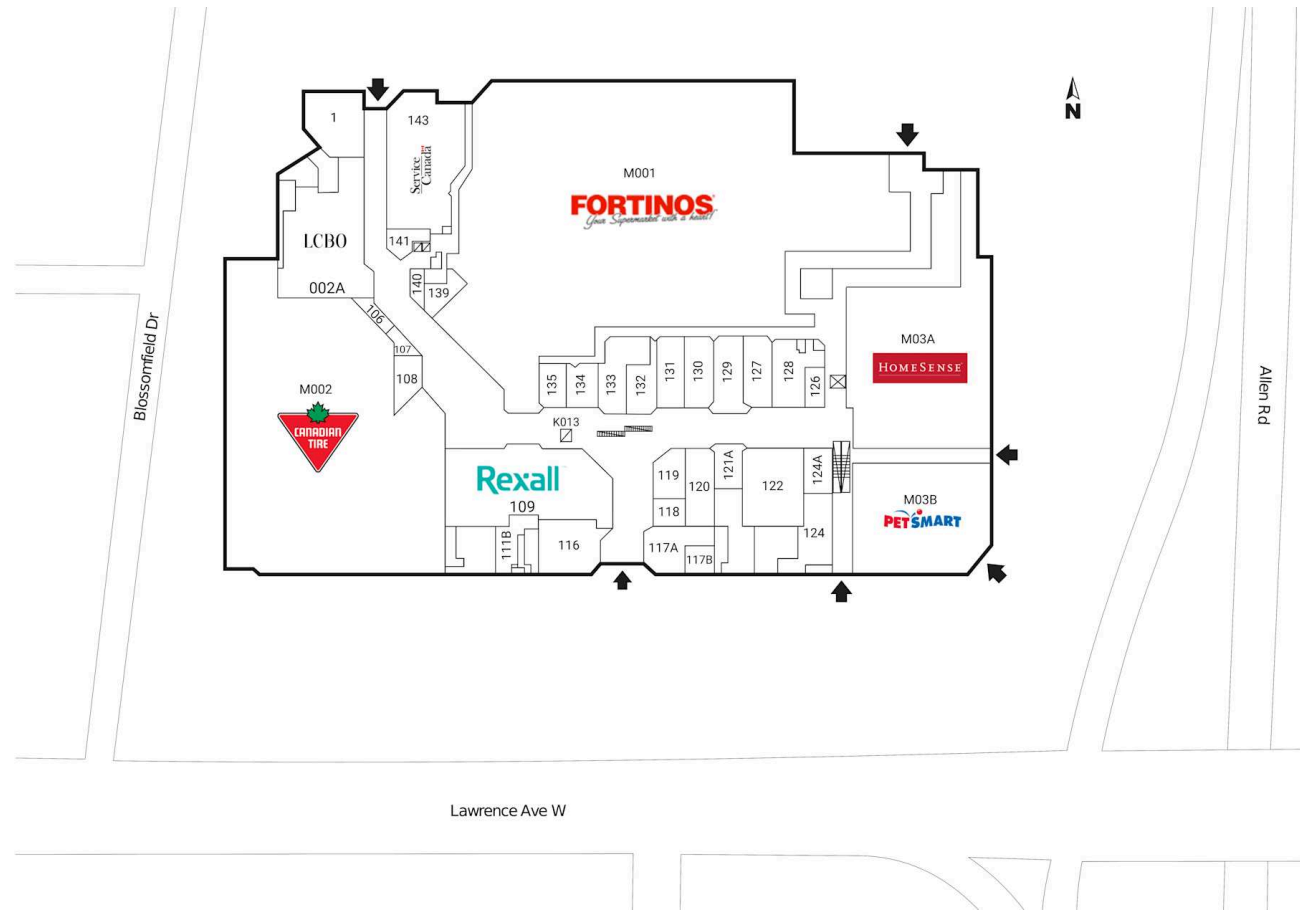 1
143
Service
Canada
N
M001
FORTINOS
Your Supermarket with a heart!
LCBO
141
002A
140
139
Blossomfield Dr
106
107
108
M03A
HOMESENSE
M002
CANADIAN
TIRE
135
134
133
132
131
130
129
127
128
126
Allen Rd
K013
Rexall
109
119
120
121A
122
124A
118
M03B
PETSMART
111B
116
117A
117B
124
Lawrence Ave W